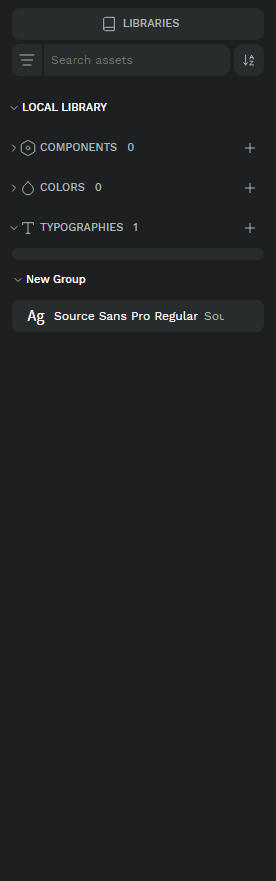 LIBRARIES
Search assets
LOCAL LIBRARY
COMPONENTS 0
COLORS 0
TYPOGRAPHIES 1
New Group
Ag Source Sans Pro Regular Sou